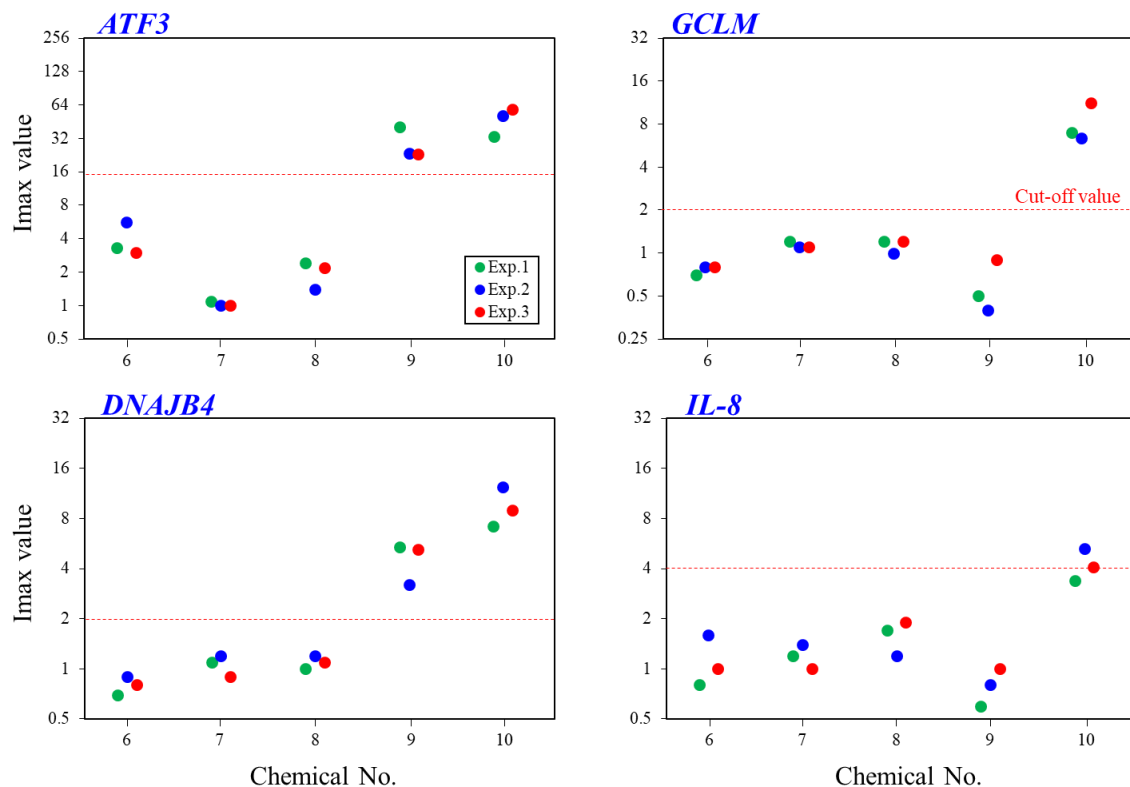 ATF3
Imax value
256
128
64
32
16
8
4
2
1
0.5
Exp.1
Exp.2
Exp.3
6 7 8 9 10
GCLM
32
16
8
4
2
1
0.5
0.25
Cut-off value
6 7 8 9 10
DNAJB4
Imax value
32
16
8
4
2
1
0.5
6 7 8 9 10
Chemical No.
IL-8
32
16
8
4
2
1
0.5
6 7 8 9 10
Chemical No.